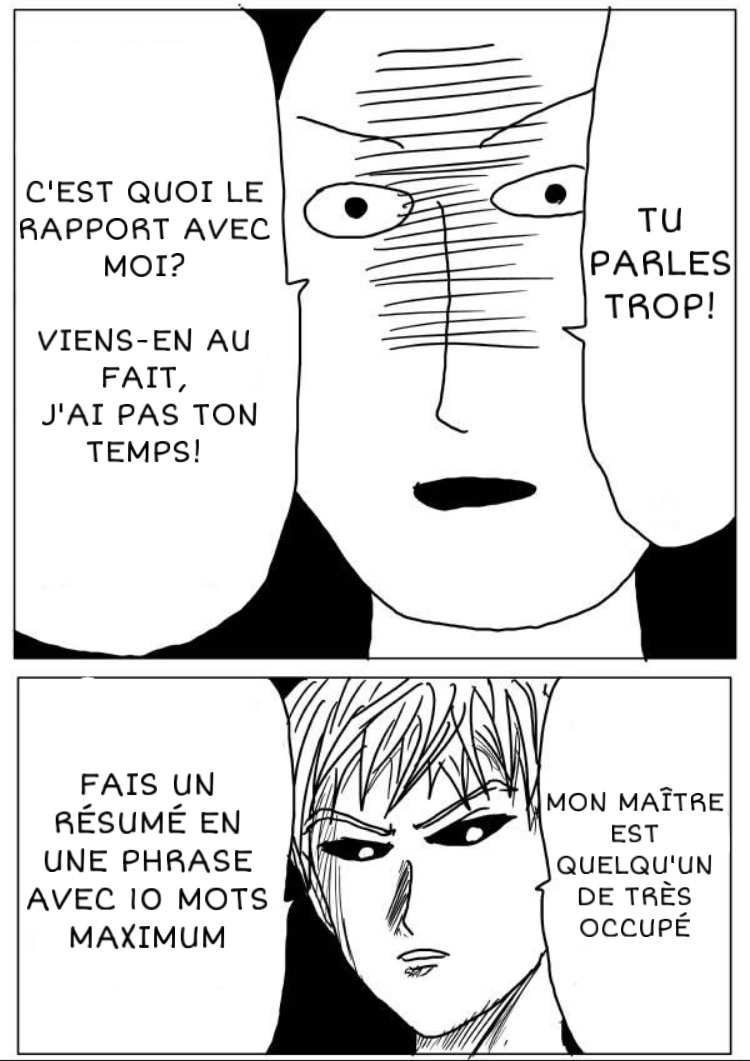 TU
PARLES
TROP!
C'EST QUOI LE
RAPPORT AVEC
MOI?
VIENS-EN AU
FAIT,
J'AI PAS TON
TEMPS!
MON MAÎTRE
EST
QUELQU'UN
DE TRÈS
OCCUPÉ
FAIS UN
RÉSUMÉ EN
UNE PHRASE
AVEC 10 MOTS
MAXIMUM